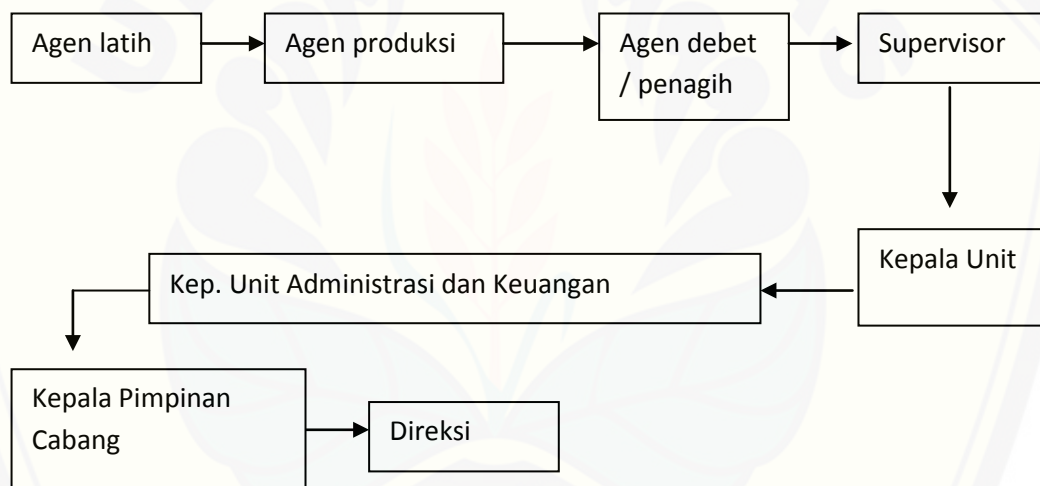 Agen latih
Agen produksi
Agen debet
/ penagih
Supervisor
Kepala Unit
Kep. Unit Administrasi dan Keuangan
Kepala Pimpinan
Cabang
Direksi